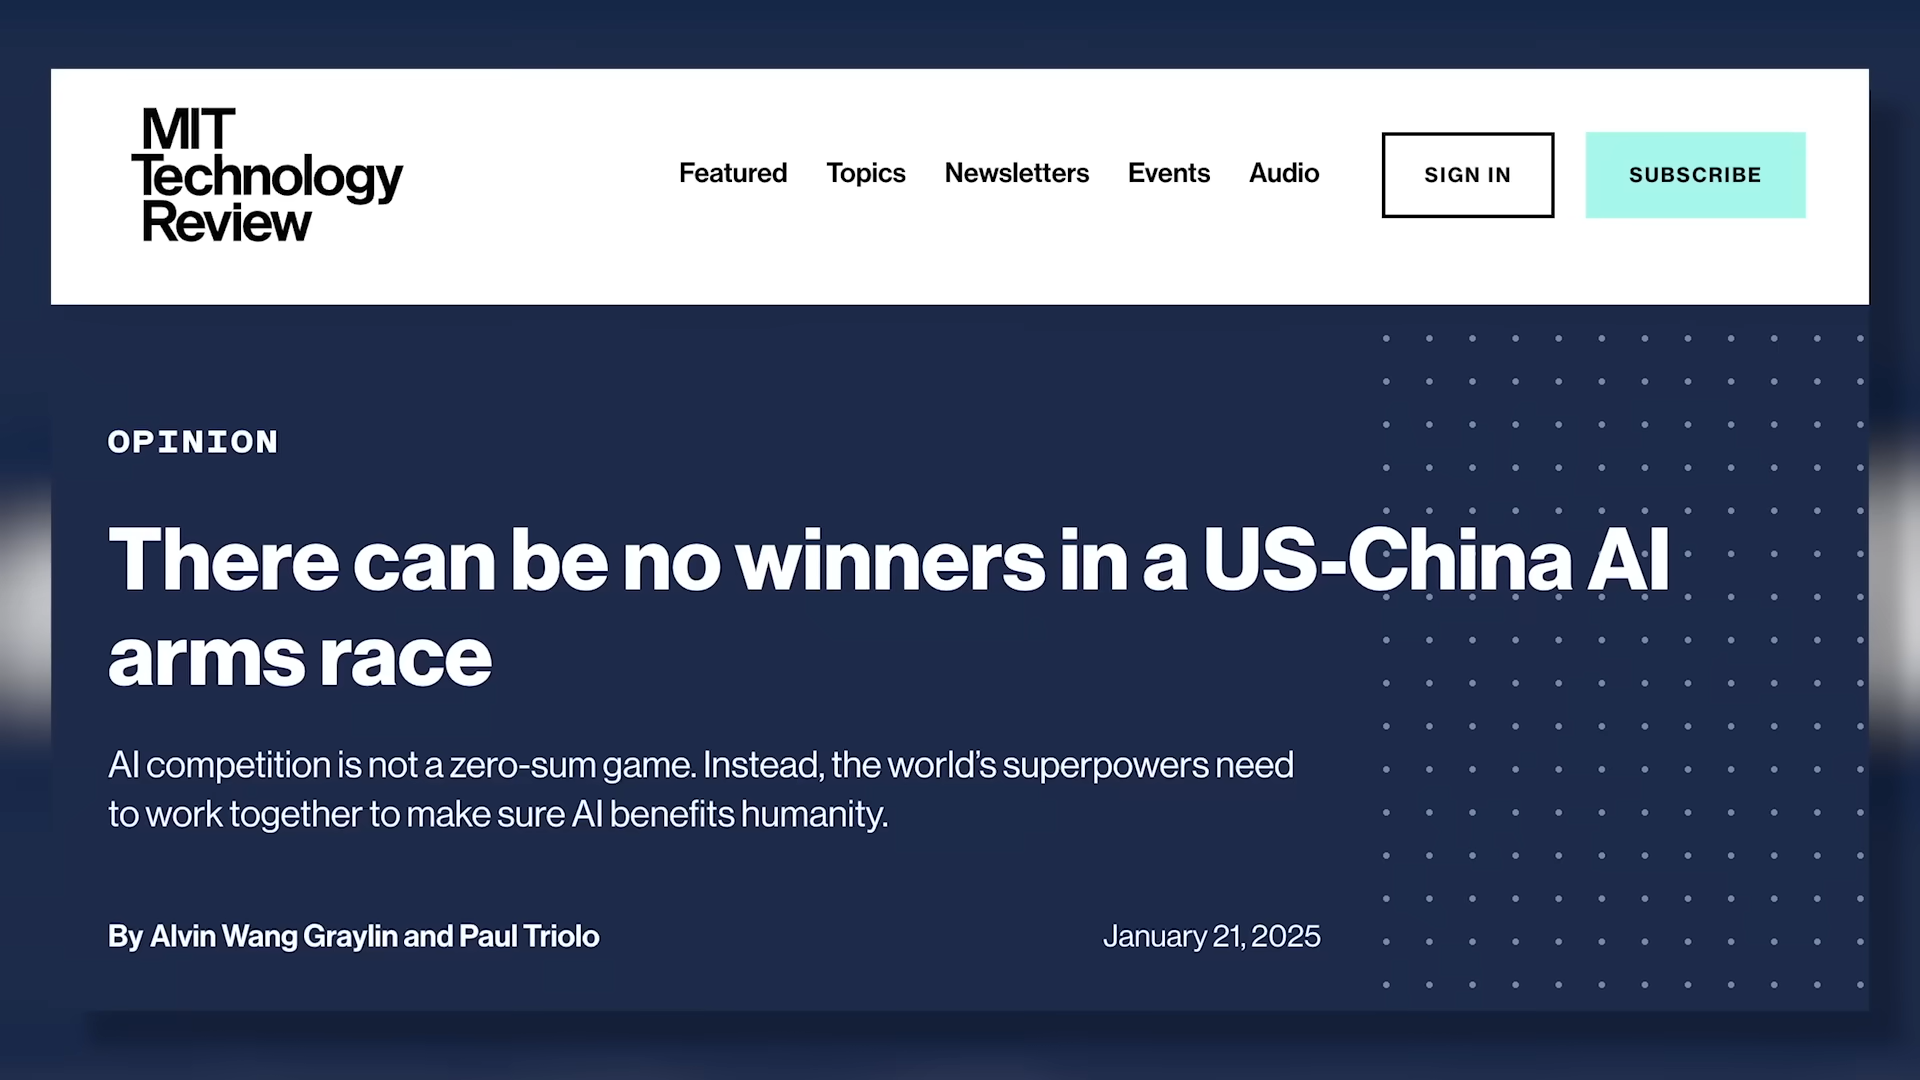 MIT
Technology
Review
Featured Topics Newsletters Events Audio SIGN IN SUBSCRIBE
OPINION
There can be no winners in a US-China AI
arms race
AI competition is not a zero-sum game. Instead, the world’s superpowers need
to work together to make sure AI benefits humanity.
By Alvin Wang Graylin and Paul Triolo
January 21, 2025